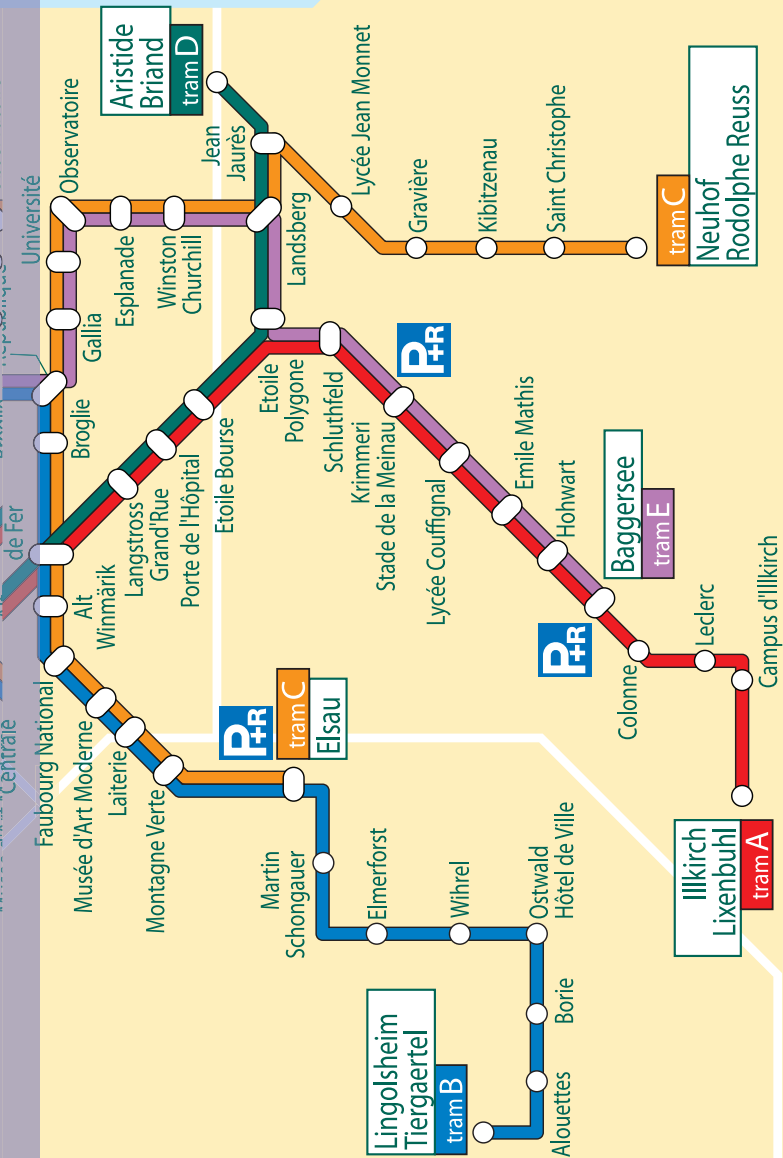 Aristide
Briand
tram D
Jean
Jaurès
Lycée Jean Monnet
Gravière
Kibitzenau
Saint Christophe
tram C
Neuhof
Rodolphe Reuss
Observatoire
Université
Esplanade
Winston
Churchill
Landsberg
Gallia
Broglie
de Fer
Alt
Winmärik
Langstross
Grand'Rue
Porte de l'Hôpital
Etoile Bourse
Etoile
Polygone
Schluthfeld
Krimmeri
Stade de la Meinau
P+R
Lycée Couffignal
Emile Mathis
Hohwart
Baggersee
tram E
P+R
Colonne
Leclerc
Campus d'Illkirch
Illkirch
Lixenbuhl
tram A
Centrale
Faubourg National
Musée d'Art Moderne
Laiterie
Montagne Verte
P+R
tram C
Elsau
Martin
Schongauer
Elmerforst
Wihrel
Ostwald
Hôtel de Ville
Borie
Alouettes
Lingolsheim
Tiergaertel
tram B